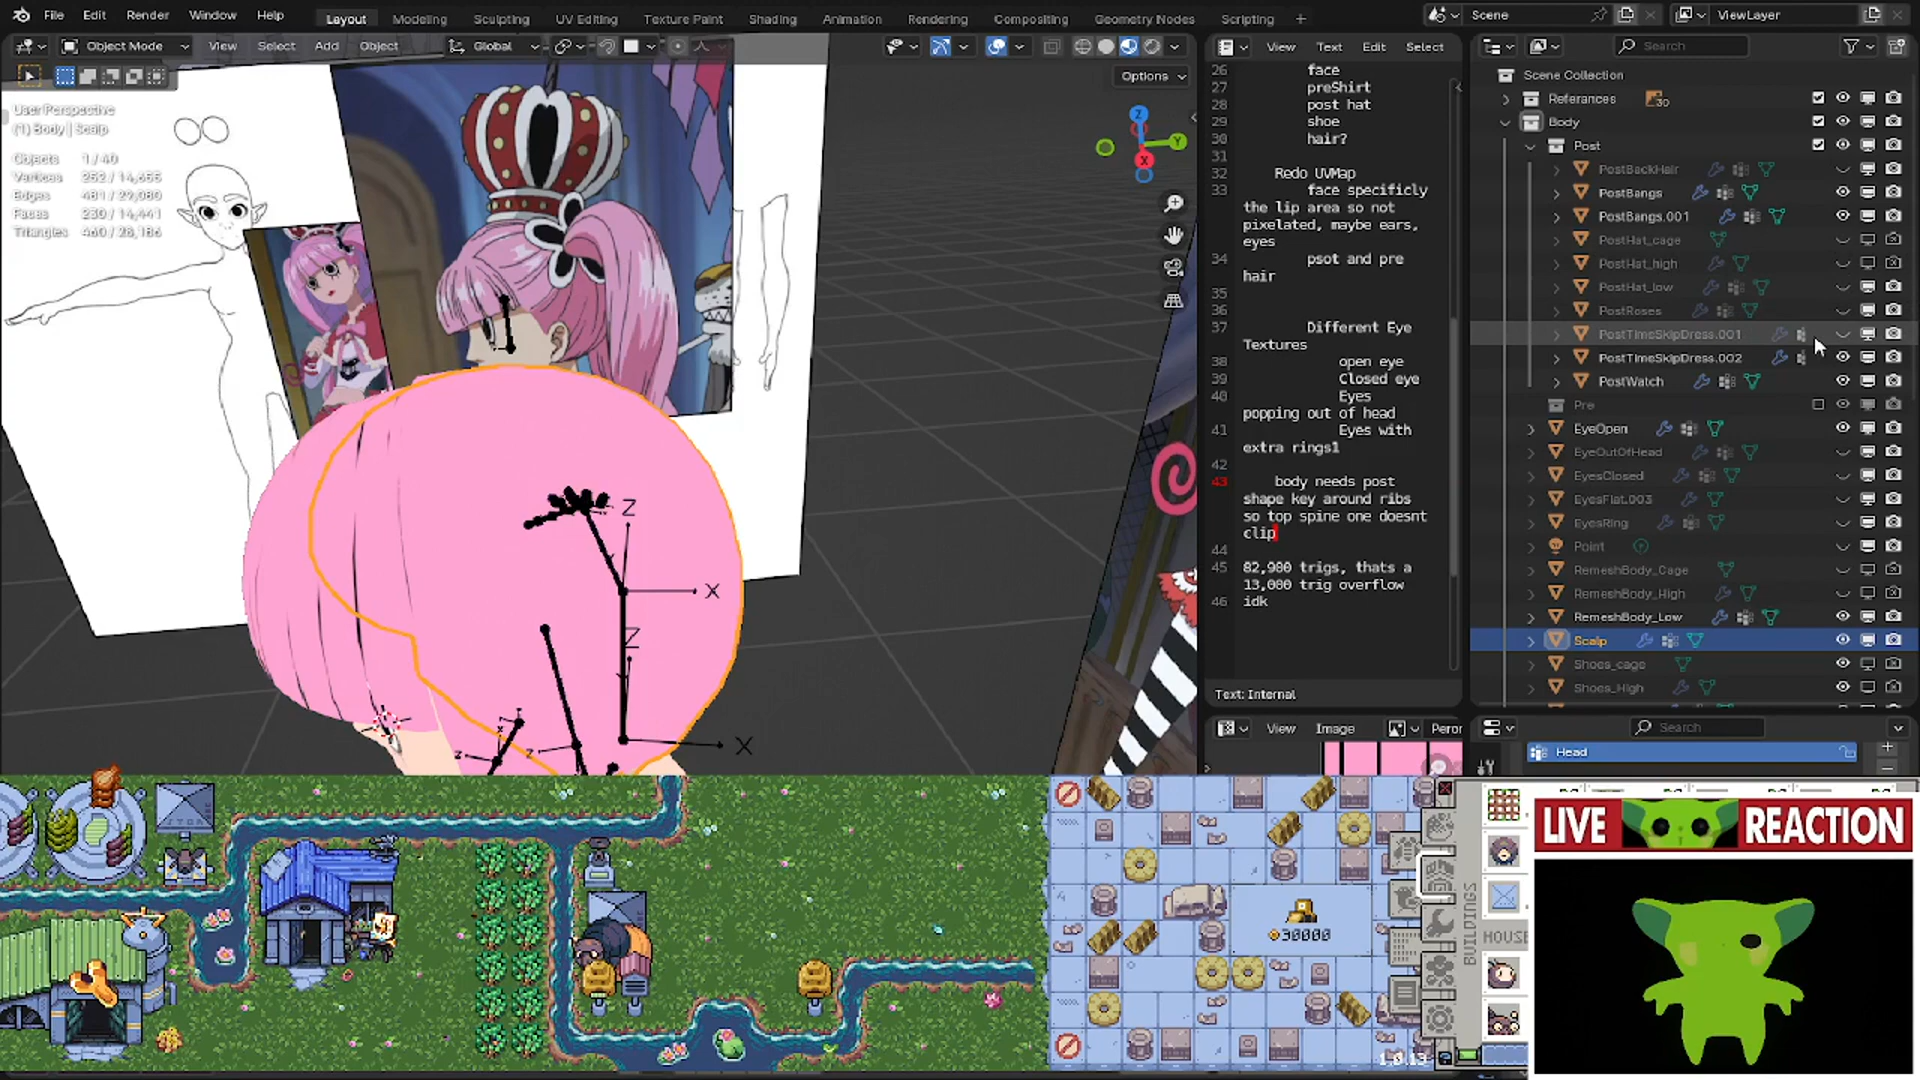 File Edit Render Window Help
Layout Modeling Sculpting UV Editing Texture Paint Shading Animation Rendering Compositing Geometry Nodes Scripting +
Scene
ViewLayer
Object Mode View Select Add Object
Global
View Text Edit Select
Search
Options
User Perspective
(1) Body | Scalp
Objects 1 / 40
Vertices 252 / 14,655
Edges 481 / 29,080
Faces 230 / 14,441
Triangles 460 / 28,186
Z
Y
X
Z
X
Z
X
26 face
27 preShirt
28 post hat
29 shoe
30 hair?
31
32 Redo UVMap
33 face specificly
the lip area so not
pixelated, maybe ears,
eyes
34 psot and pre
hair
35
36
37 Different Eye
Textures
38 open eye
39 Closed eye
40 Eyes
popping out of head
41 Eyes with
extra rings1
42
43 body needs post
shape key around ribs
so top spine one doesnt
clip
44
45 82,900 trigs, thats a
13,000 trig overflow
46 idk
Text: Internal
View Image Peror
Scene Collection
Referances 30
Body
Post
PostBackHair
PostBangs
PostBangs.001
PostHat_cage
PostHat_high
PostHat_low
PostRoses
PostTimeSkipDress.001
PostTimeSkipDress.002
PostWatch
Pre
EyeOpen
EyeOutOfHead
EyesClosed
EyesFlat.003
EyesRing
Point
RemeshBody_Cage
RemeshBody_High
RemeshBody_Low
Scalp
Shoes_cage
Shoes_High
Search
Head
30000
BUILDINGS
HOUSE
1.0.13
LIVE REACTION